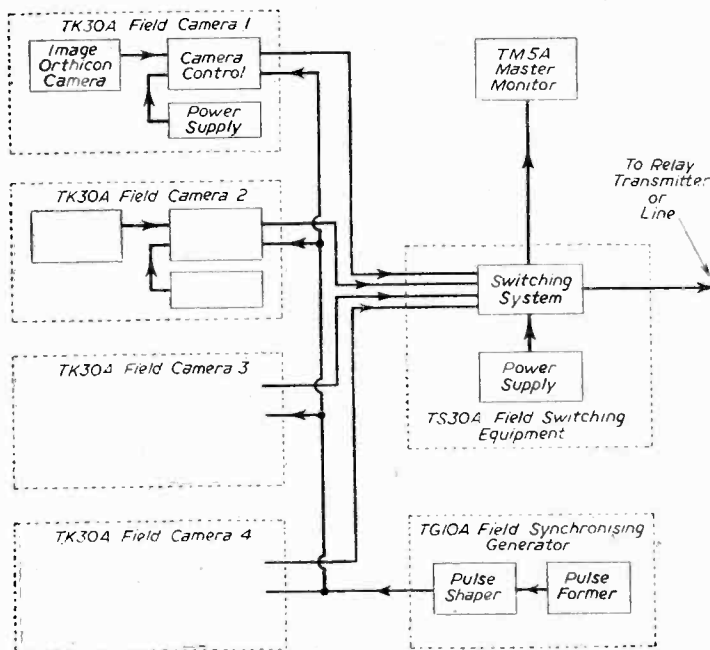 TK30A Field Camera 1
Image
Orthicon
Camera
Camera
Control
Power
Supply
TM5A
Master
Monitor
To Relay
Transmitter
or
Line
TK30A Field Camera 2
Switching
System
Power
Supply
TS30A Field Switching
Equipment
TK30A Field Camera 3
TK30A Field Camera 4
TG10A Field Synchronising
Generator
Pulse
Shaper
Pulse
Former